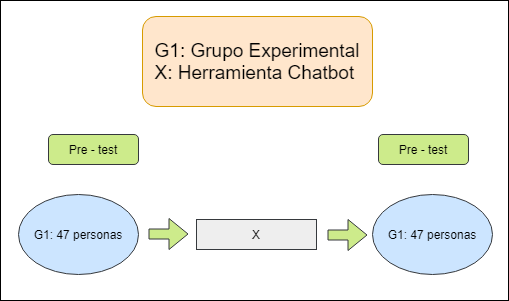 G1: Grupo Experimental
X: Herramienta Chatbot
Pre - test
Pre - test
G1: 47 personas
X
G1: 47 personas